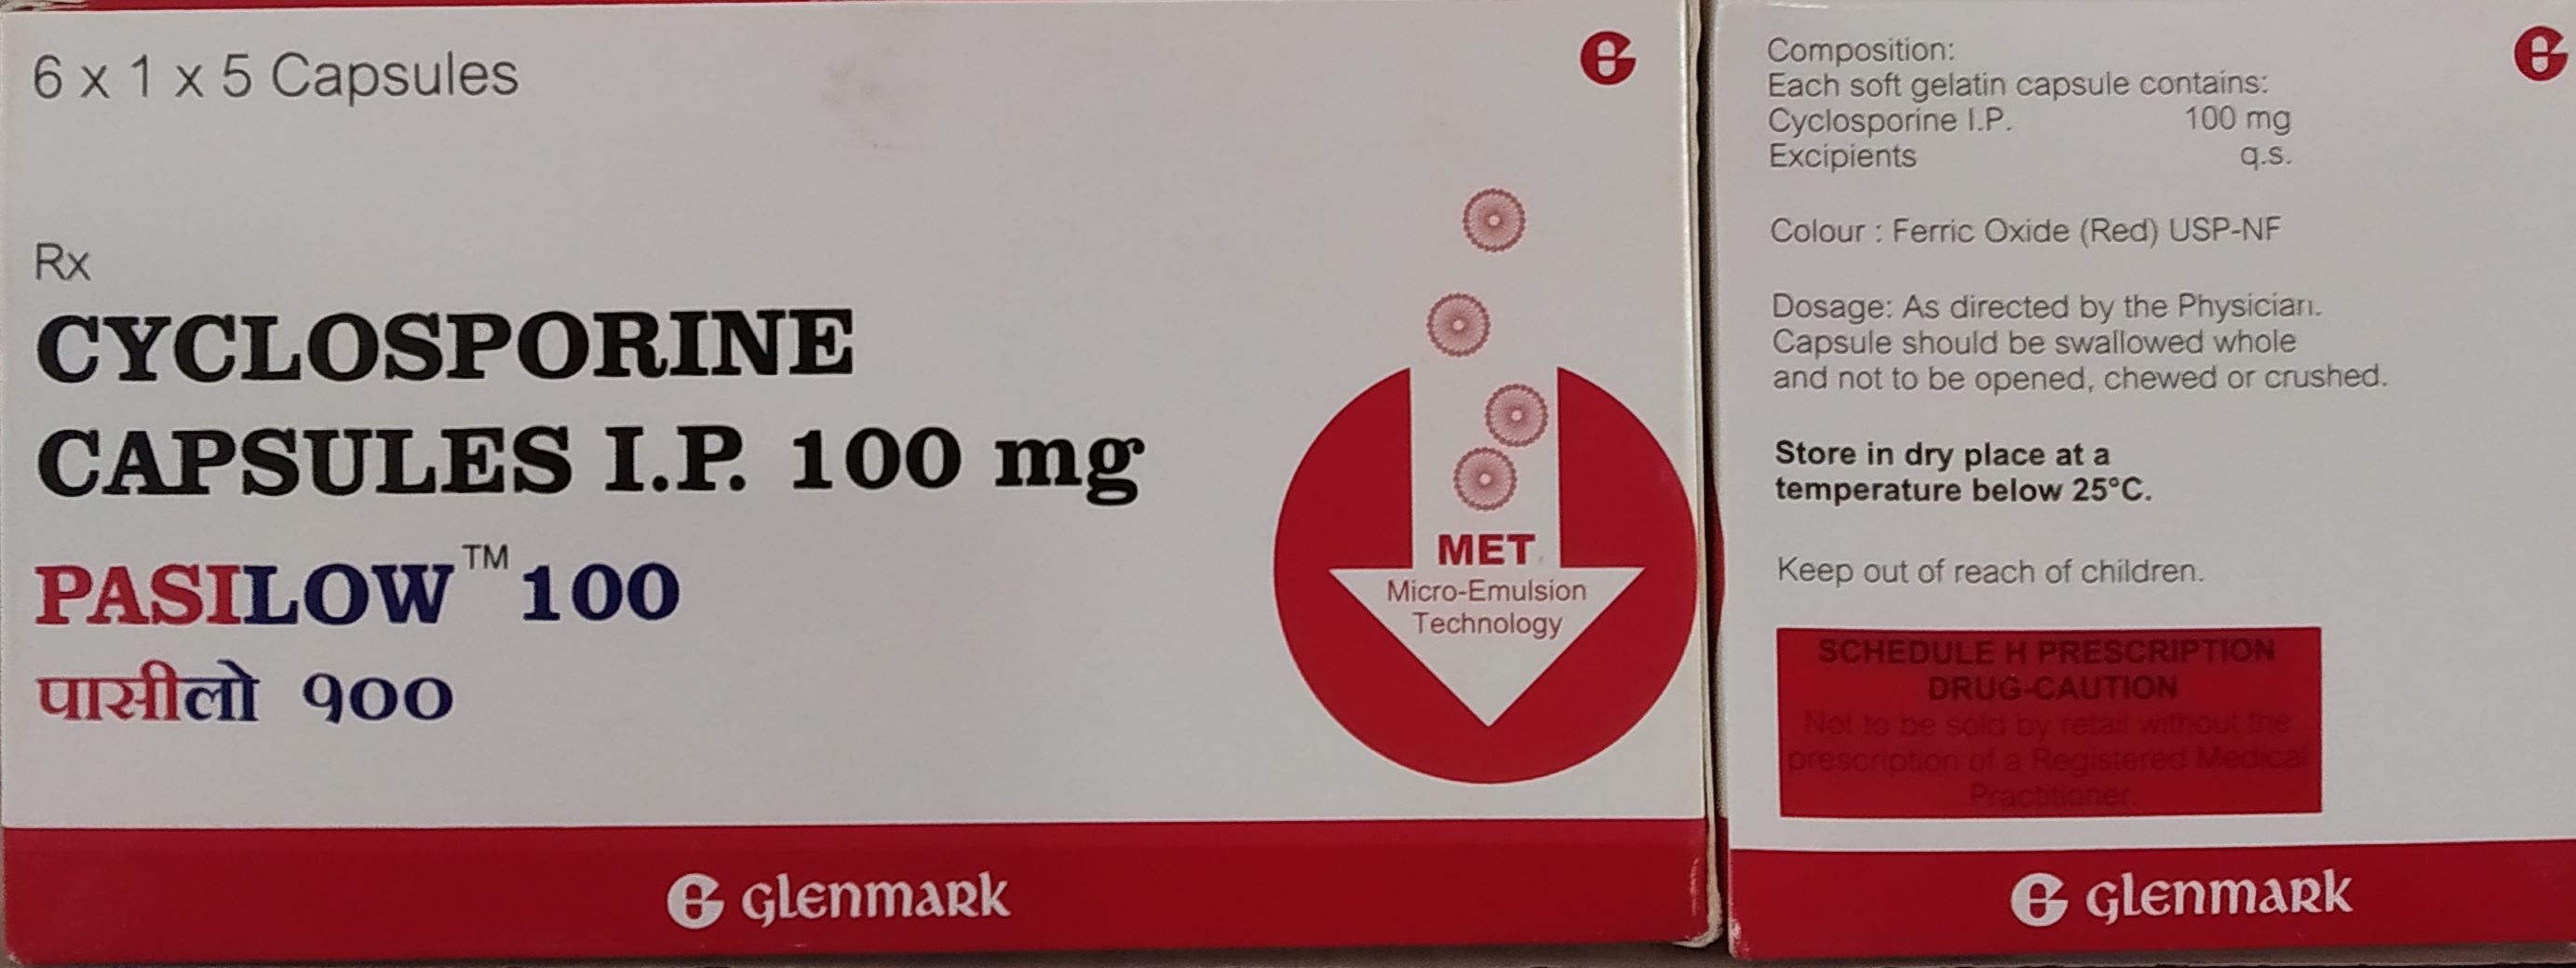 6 x 1 x 5 Capsules
Rx
CYCLOSPORINE
CAPSULES I.P. 100 mg
PASILOW™ 100
पासीलो १००
MET
Micro-Emulsion
Technology
GLENMARK
Composition:
Each soft gelatin capsule contains:
Cyclosporine I.P. 100 mg
Excipients q.s.
Colour : Ferric Oxide (Red) USP-NF
Dosage: As directed by the Physician.
Capsule should be swallowed whole
and not to be opened, chewed or crushed.
Store in dry place at a
temperature below 25°C.
Keep out of reach of children.
SCHEDULE H PRESCRIPTION
DRUG-CAUTION
Not to be sold by retail without the
prescription of a Registered Medical
Practitioner.
GLENMARK